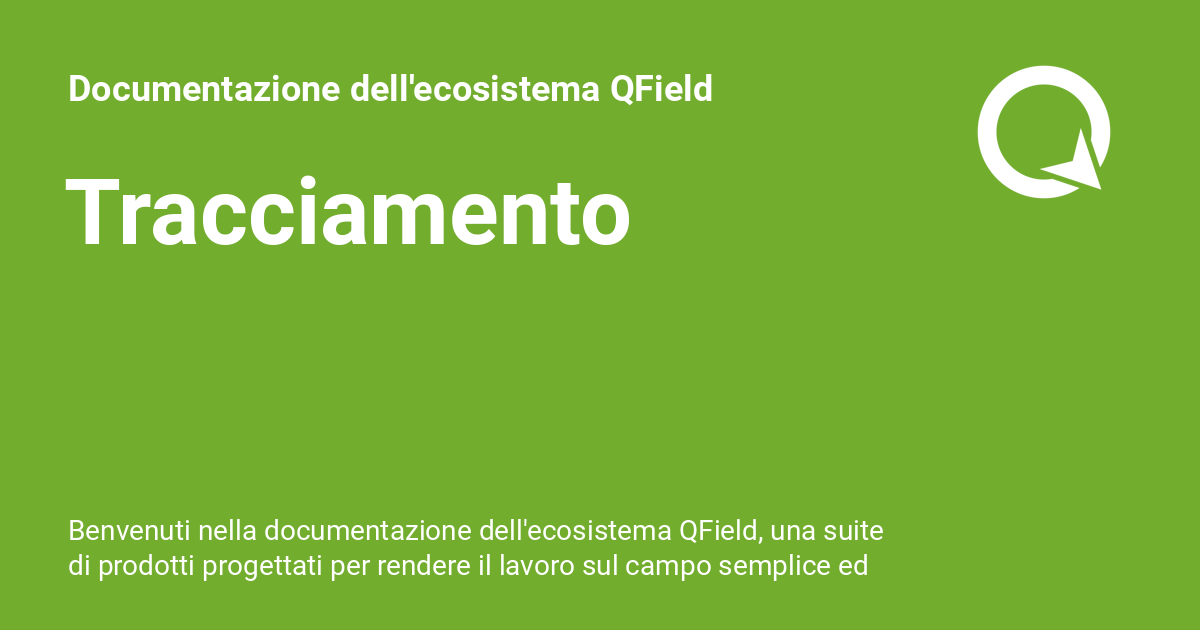 Documentazione dell'ecosistema QField
Tracciamento
Benvenuti nella documentazione dell'ecosistema QField, una suite
di prodotti progettati per rendere il lavoro sul campo semplice ed